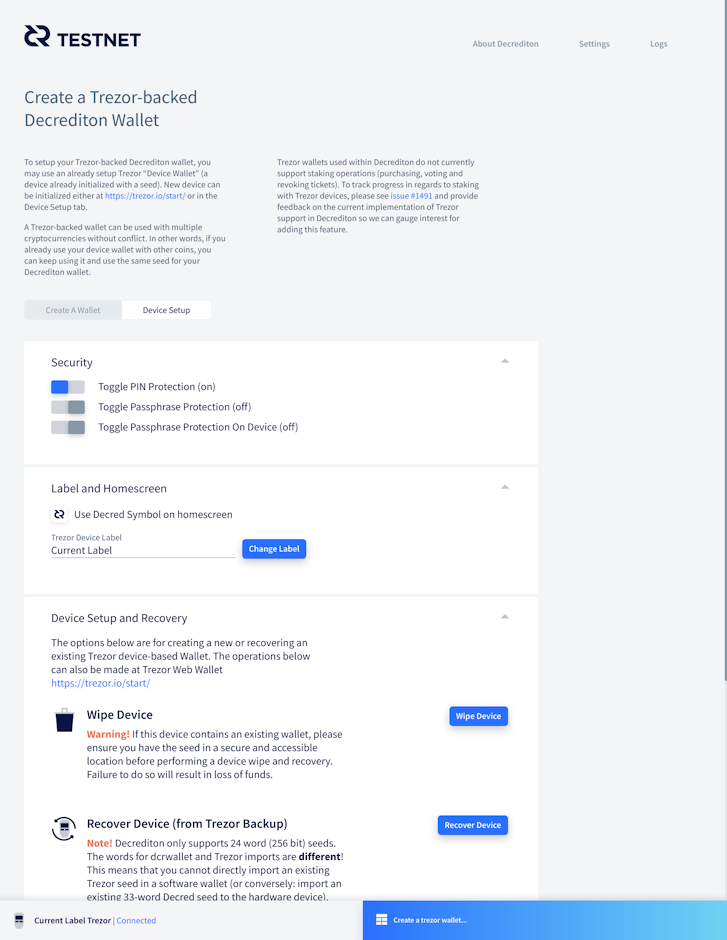 TESTNET
About Decrediton
Settings
Logs
Create a Trezor-backed
Decrediton Wallet
To setup your Trezor-backed Decrediton wallet, you
may use an already setup Trezor “Device Wallet” (a
device already initialized with a sed). New device can
be initialized either at https://trezor.io/start/ or in the
Device Setup tab.
A Trezor-backed wallet can be used with multiple
cryptocurrencies without conflict. In other words, if you
already use your device wallet with other coins, you
can keep using it and use the same seed for your
Decrediton wallet.
Trezor wallets used within Decrediton do not currently
support staking operations (purchasing, voting and
revoking tickets). To track progress in regards to staking
with Trezor devices, please see issue #1491 and provide
feedback on the current implementation of Trezor
support in Decrediton so we can gauge interest for
adding this feature.
Create A Wallet
Device Setup
Security
Toggle PIN Protection (on)
Toggle Passphrase Protection (off)
Toggle Passphrase Protection On Device (off)
Label and Homescreen
Use Decred Symbol on homescreen
Trezor Device Label
Current Label
Change Label
Device Setup and Recovery
The options below are for creating a new or recovering an
existing Trezor device-based Wallet. The operations below
can also be made at Trezor Web Wallet
https://trezor.io/start/
Wipe Device
Wipe Device
Warning! If this device contains an existing wallet, please
ensure you have the seed in a secure and accessible
location before performing a device wipe and recovery.
Failure to do so will result in loss of funds.
Recover Device (from Trezor Backup)
Recover Device
Note! Decrediton only supports 24 word (256 bit) seeds.
The words for dcrwallet and Trezor imports are different!
This means that you cannot directly import an existing
Trezor seed in a software wallet (or conversely: import an
existing 33-word Decred seed to the hardware device).
Current Label Trezor | Connected
Create a trezor wallet...